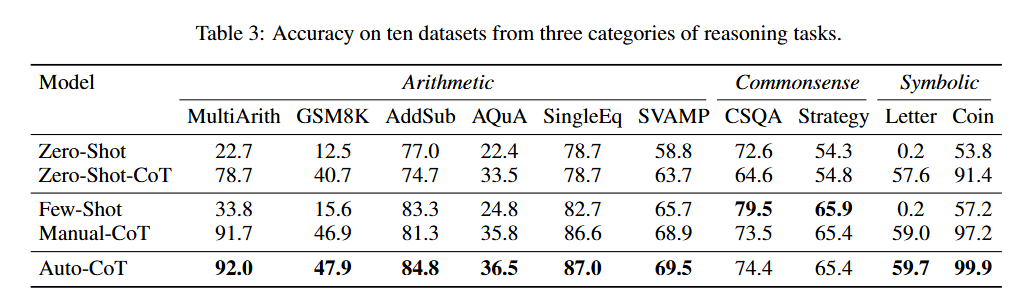 Table 3: Accuracy on ten datasets from three categories of reasoning tasks.
Model Arithmetic Commonsense Symbolic
MultiArith GSM8K AddSub AQuA SingleEq SVAMP CSQA Strategy Letter Coin
Zero-Shot 22.7 12.5 77.0 22.4 78.7 58.8 72.6 54.3 0.2 53.8
Zero-Shot-CoT 78.7 40.7 74.7 33.5 78.7 63.7 64.6 54.8 57.6 91.4
Few-Shot 33.8 15.6 83.3 24.8 82.7 65.7 79.5 65.9 0.2 57.2
Manual-CoT 91.7 46.9 81.3 35.8 86.6 68.9 73.5 65.4 59.0 97.2
Auto-CoT 92.0 47.9 84.8 36.5 87.0 69.5 74.4 65.4 59.7 99.9